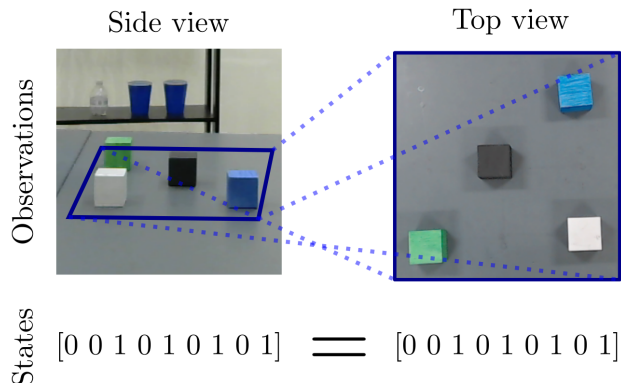 Side view
Top view
Observations
States
[0 0 1 0 1 0 1 0 1]
=
[0 0 1 0 1 0 1 0 1]